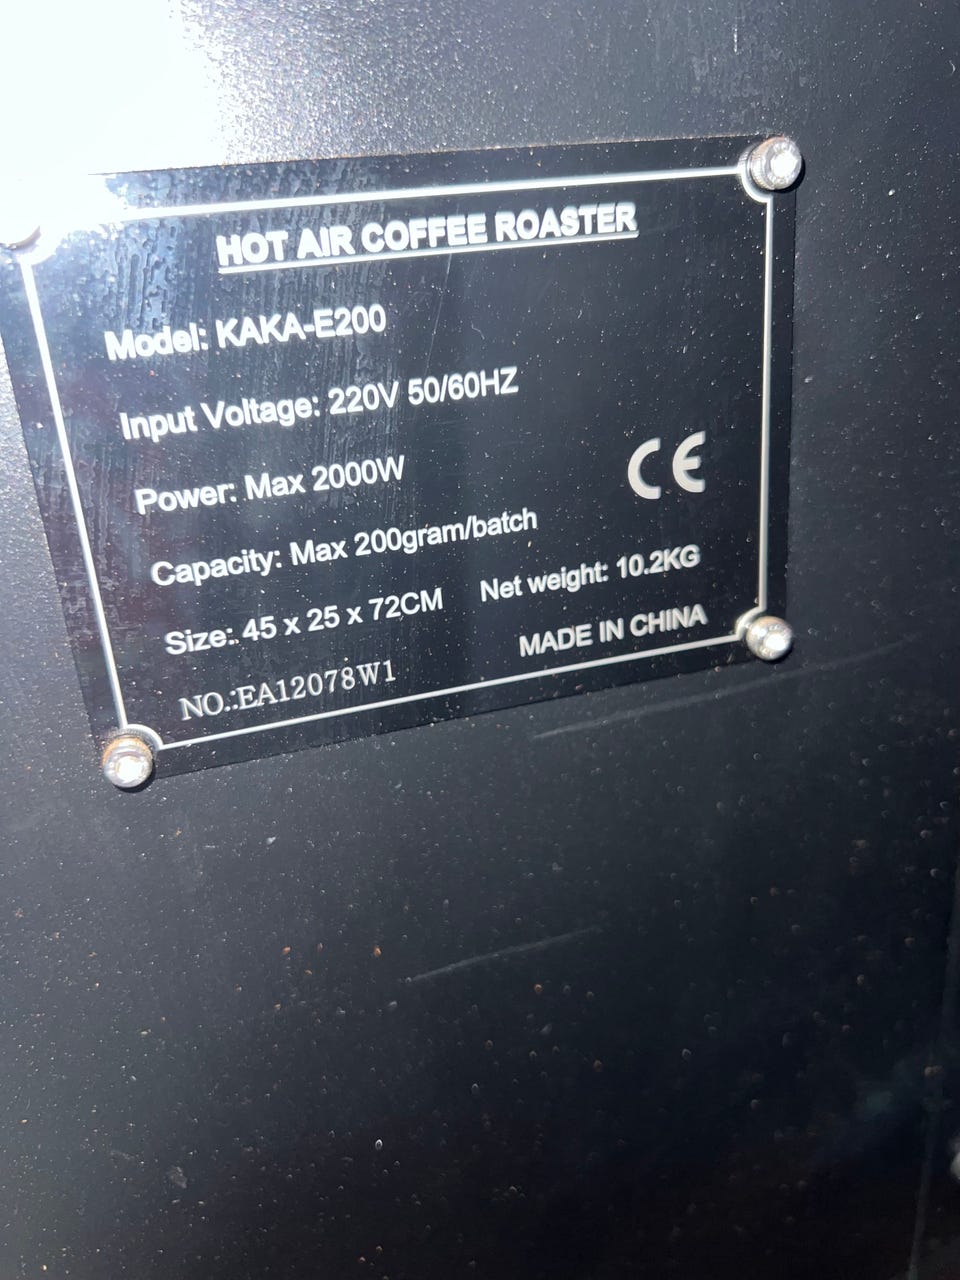 HOT AIR COFFEE ROASTER
Model: KAKA-E200
Input Voltage: 220V 50/60HZ
Power: Max 2000W
CE
Capacity: Max 200gram/batch
Size: 45 x 25 x 72CM Net weight: 10.2KG
NO.:EA12078W1 MADE IN CHINA